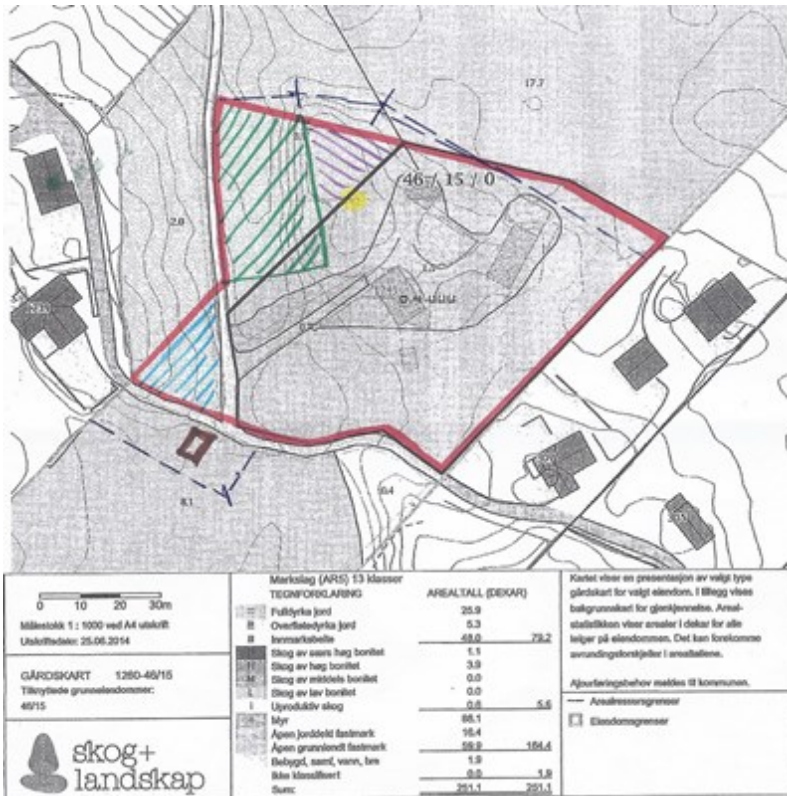 17.7
46 / 15 / 0
2.8
8.1
0.4
0 10 20 30m
Målestokk 1 : 1000 ved A4 utskrift
Utskriftsdato: 25.06.2014
GÅRDSKART 1260-46/15
Tilknyttede grunneiendommer:
46/15
skog+
landskap
Markslag (AR5) 13 klasser
TEGNFORKLARING AREALTALL (DEKAR)
Fulldyrka jord 25.9
Overflatedyrka jord 5.3
Innmarksbeite 48.0 79.2
Skog av særs høg bonitet 1.1
Skog av høg bonitet 3.9
Skog av middels bonitet 0.0
Skog av lav bonitet 0.0
Uproduktiv skog 0.6 5.6
Myr 88.1
Åpen jorddekt fastmark 16.4
Åpen grunnlendt fastmark 59.9 164.4
Bebygd, samf, vann, bre 1.9
Ikke klassifisert 0.0 1.9
Sum: 251.1 251.1
Kartet viser en presentasjon av valgt type
gårdskart for valgt eiendom. I tillegg vises
bakgrunnskart for gjenkjennelse. Areal-
statistikken viser arealer i dekar for alle
teiger på eiendommen. Det kan forekomme
avrundingsforskjeller i arealtallene.
Ajourføringsbehov meldes til kommunen.
Arealressursgrenser
Eiendomsgrenser